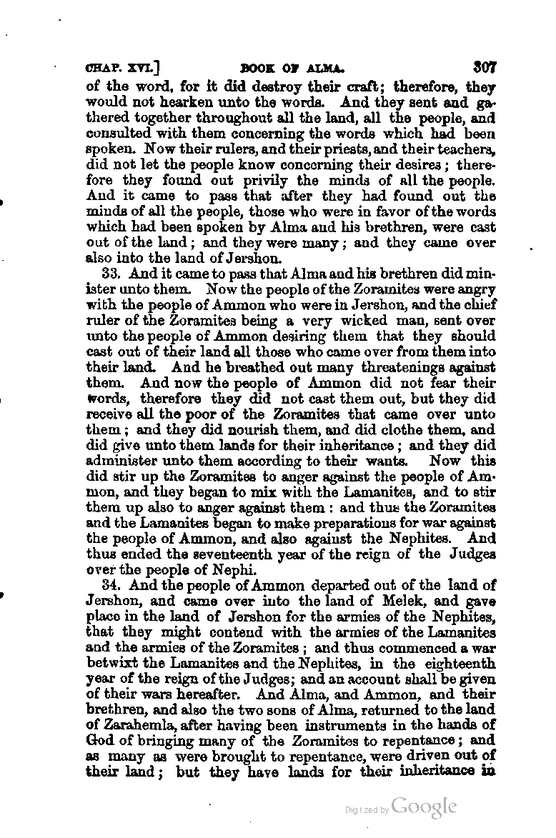 CHAP. XVI.] BOOK OF ALMA. 307
of the word, for it did destroy their craft; therefore, they
would not hearken unto the words. And they sent and ga-
thered together throughout all the land, all the people, and
consulted with them concerning the words which had been
spoken. Now their rulers, and their priests, and their teachers,
did not let the people know concerning their desires; there-
fore they found out privily the minds of all the people.
And it came to pass that after they had found out the
minds of all the people, those who were in favor of the words
which had been spoken by Alma and his brethren, were cast
out of the land; and they were many; and they came over
also into the land of Jershon.
33. And it came to pass that Alma and his brethren did min-
ister unto them. Now the people of the Zoramites were angry
with the people of Ammon who were in Jershon, and the chief
ruler of the Zoramites being a very wicked man, sent over
unto the people of Ammon desiring them that they should
cast out of their land all those who came over from them into
their land. And he breathed out many threatenings against
them. And now the people of Ammon did not fear their
words, therefore they did not cast them out, but they did
receive all the poor of the Zoramites that came over unto
them; and they did nourish them, and did clothe them, and
did give unto them lands for their inheritance; and they did
administer unto them according to their wants. Now this
did stir up the Zoramites to anger against the people of Am-
mon, and they began to mix with the Lamanites, and to stir
them up also to anger against them: and thus the Zoramites
and the Lamanites began to make preparations for war against
the people of Ammon, and also against the Nephites. And
thus ended the seventeenth year of the reign of the Judges
over the people of Nephi.
34. And the people of Ammon departed out of the land of
Jershon, and came over into the land of Melek, and gave
place in the land of Jershon for the armies of the Nephites,
that they might contend with the armies of the Lamanites
and the armies of the Zoramites; and thus commenced a war
betwixt the Lamanites and the Nephites, in the eighteenth
year of the reign of the Judges; and an account shall be given
of their wars hereafter. And Alma, and Ammon, and their
brethren, and also the two sons of Alma, returned to the land
of Zarahemla, after having been instruments in the hands of
God of bringing many of the Zoramites to repentance; and
as many as were brought to repentance, were driven out of
their land; but they have lands for their inheritance in
Digitized by Google